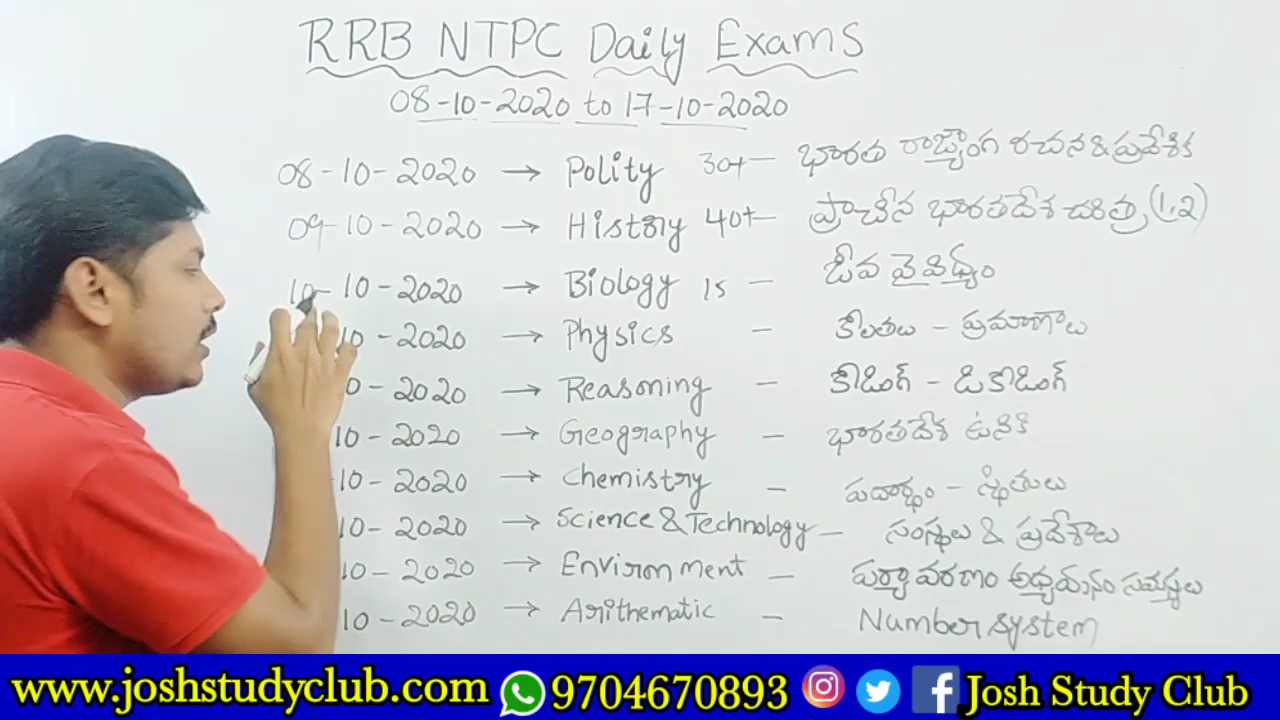 RRB NTPC Daily Exams
08-10-2020 to 17-10-2020
08-10-2020 → Polity 30+ — భారత రాజ్యాంగ రచన & ప్రవేశిక
09-10-2020 → History 40+ — ప్రాచీన భారతదేశ చరిత్ర (1,2)
10-10-2020 → Biology 15 — జీవ వైవిధ్యం
10-2020 → Physics — కొలతలు - ప్రమాణాలు
0-2020 → Reasoning — కోడింగ్ - డికోడింగ్
10-2020 → Geography — భారతదేశ ఉనికి
10-2020 → Chemistry — పదార్థం - స్థితులు
10-2020 → Science & Technology — సంస్థలు & ప్రదేశాలు
10-2020 → Environment — పర్యావరణం అధ్యయనం సమస్యలు
10-2020 → Arithematic — Number system
www.joshstudyclub.com 9704670893 Josh Study Club